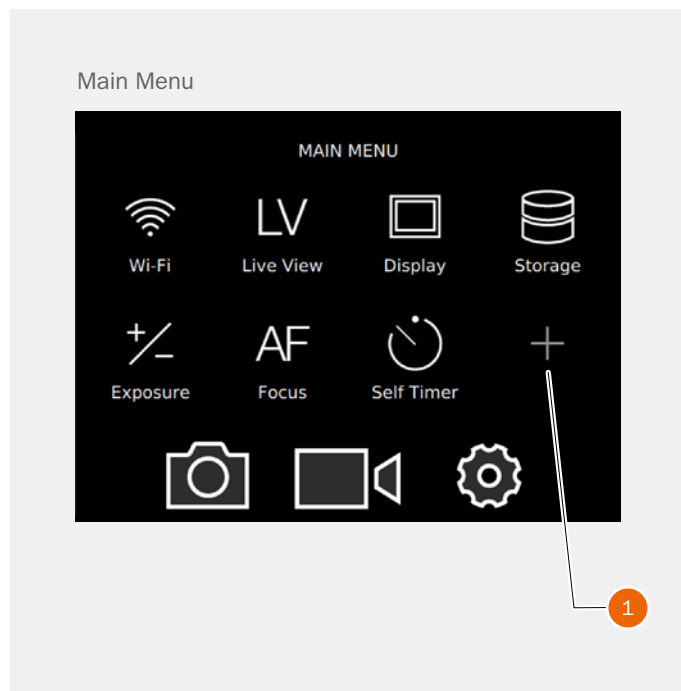 Main Menu
MAIN MENU
LV
Wi-Fi Live View Display Storage
AF
Exposure Focus Self Timer
1